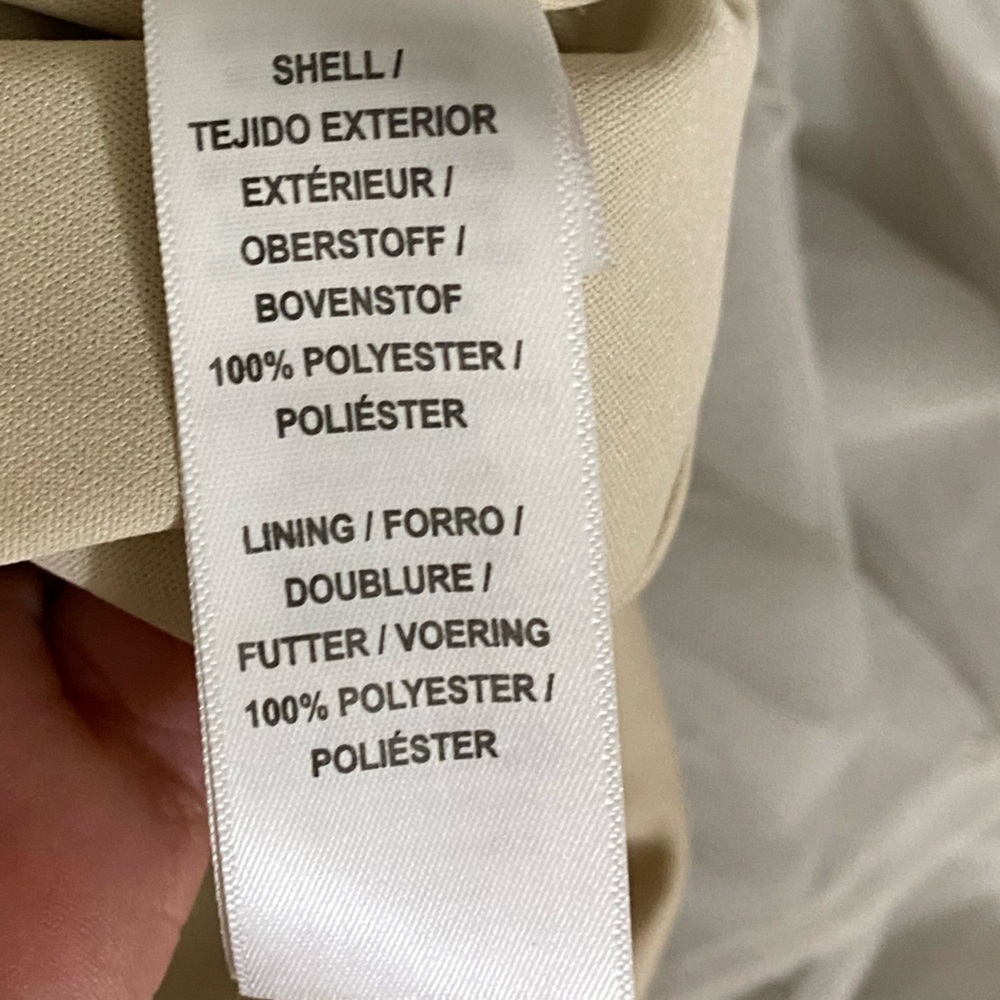 SHELL /
TEJIDO EXTERIOR
EXTÉRIEUR /
OBERSTOFF /
BOVENSTOF
100% POLYESTER /
POLIÉSTER
LINING / FORRO /
DOUBLURE /
FUTTER / VOERING
100% POLYESTER /
POLIÉSTER